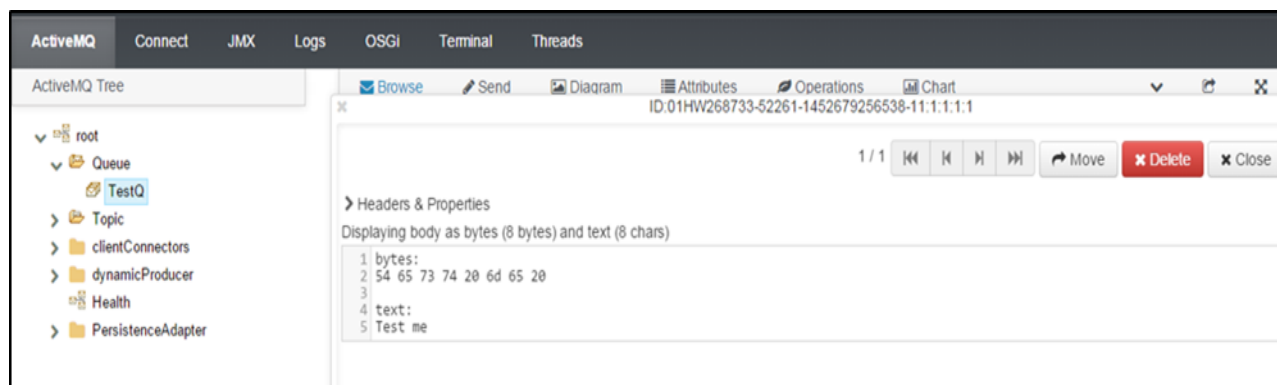 ActiveMQ Connect JMX Logs OSGi Terminal Threads
ActiveMQ Tree
root
Queue
TestQ
Topic
clientConnectors
dynamicProducer
Health
PersistenceAdapter
Browse Send Diagram Attributes Operations Chart
ID:01HW268733-52261-1452679256538-11:1:1:1:1
1 / 1 Move Delete Close
Headers & Properties
Displaying body as bytes (8 bytes) and text (8 chars)
1 bytes:
2 54 65 73 74 20 6d 65 20
3
4 text:
5 Test me